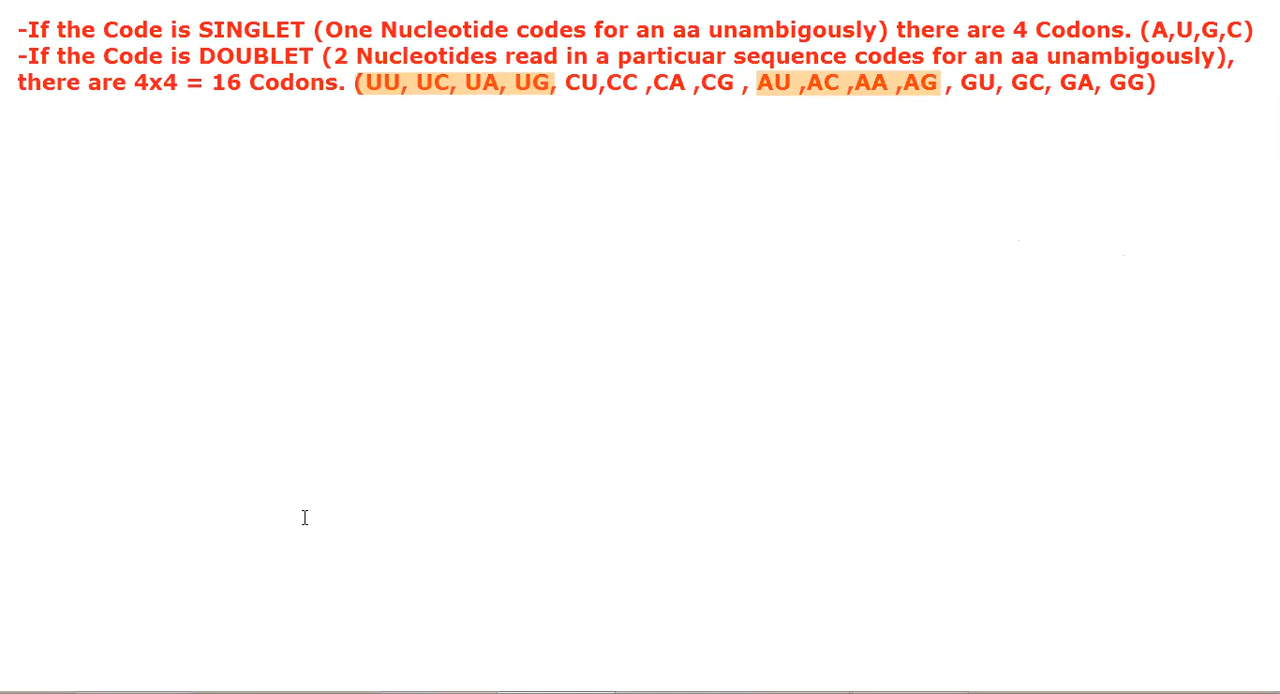 -If the Code is SINGLET (One Nucleotide codes for an aa unambigously) there are 4 Codons. (A,U,G,C)
-If the Code is DOUBLET (2 Nucleotides read in a particuar sequence codes for an aa unambigously),
there are 4x4 = 16 Codons. (UU, UC, UA, UG, CU,CC ,CA ,CG , AU ,AC ,AA ,AG , GU, GC, GA, GG)